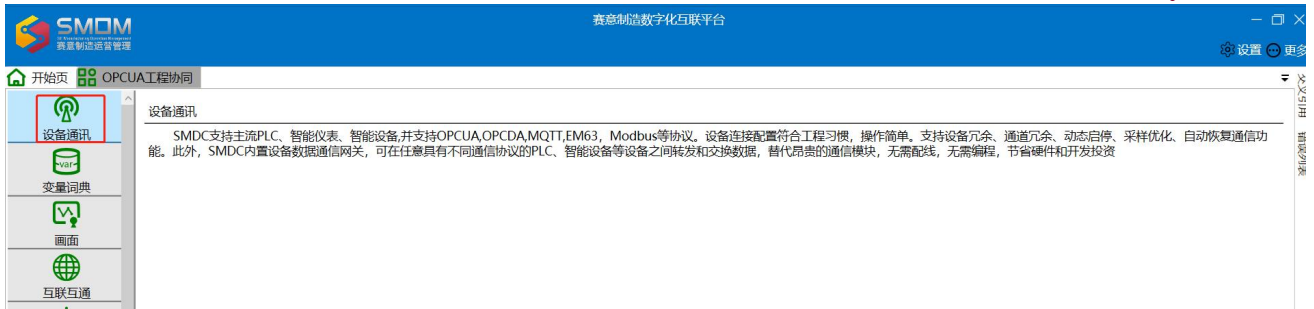 赛意制造数字化互联平台
SMOM
赛意制造运营管理
设置 更多
开始页 OPCUA工程协同
设备通讯
变量词典
画面
互联互通
设备通讯
SMDC支持主流PLC、智能仪表、智能设备,并支持OPCUA,OPCDA,MQTT,EM63，Modbus等协议。设备连接配置符合工程习惯，操作简单。支持设备冗余、通道冗余、动态启停、采样优化、自动恢复通信功
能。此外，SMDC内置设备数据通信网关，可在任意具有不同通信协议的PLC、智能设备等设备之间转发和交换数据，替代昂贵的通信模块，无需配线，无需编程，节省硬件和开发投资
交叉引用
错误列表